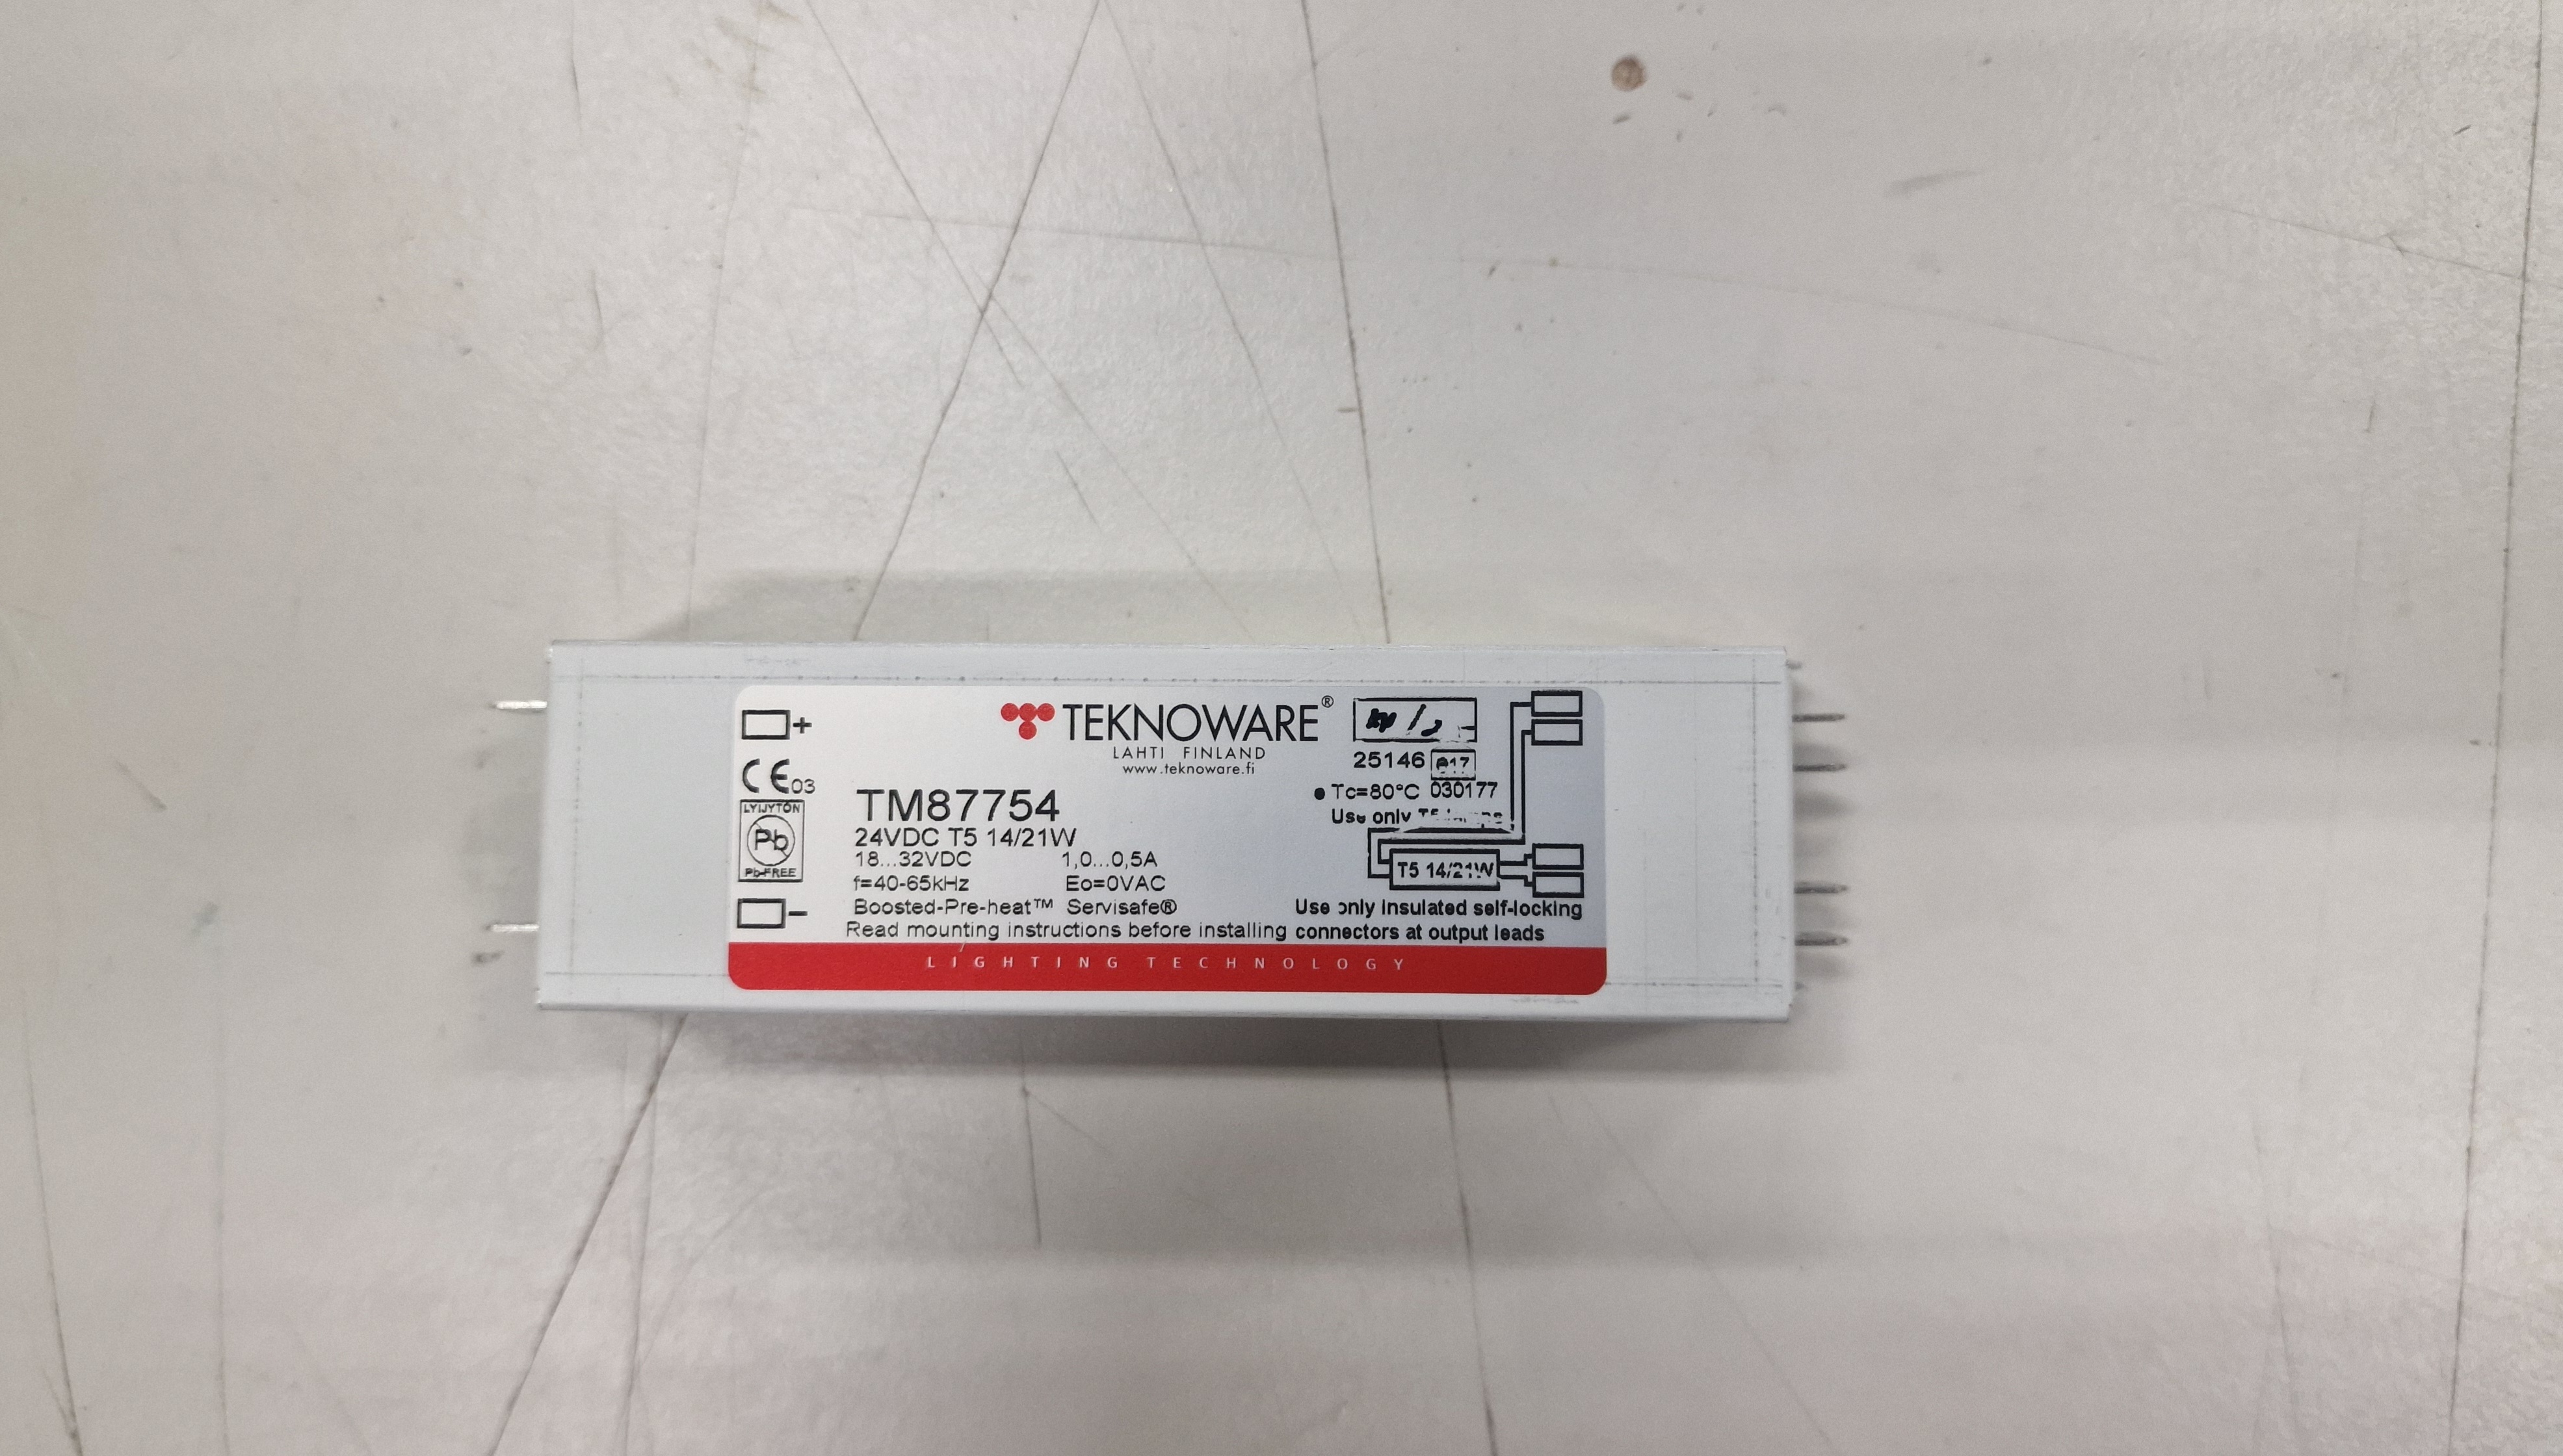 +
TEKNOWARE®
LAHTI FINLAND
www.teknoware.fi
25146
CE03
TM87754
• Tc=80°C 030177
LYIJYTÖN
Pb
Pb-FREE
Use only
24VDC T5 14/21W
18...32VDC 1,0...0,5A
f=40-65kHz Eo=0VAC
T5 14/21W
-
Boosted-Pre-heat™ Servisafe®
Read mounting instructions before installing
Use only insulated self-locking
connectors at output leads
LIGHTING TECHNOLOGY